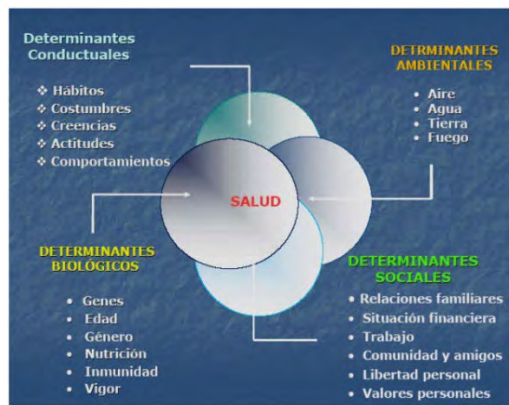 Determinantes
Conductuales
❖ Hábitos
❖ Costumbres
❖ Creencias
❖ Actitudes
❖ Comportamientos
DETRMINANTES
AMBIENTALES
• Aire
• Agua
• Tierra
• Fuego
SALUD
DETERMINANTES
BIOLÓGICOS
• Genes
• Edad
• Género
• Nutrición
• Inmunidad
• Vigor
DETERMINANTES
SOCIALES
• Relaciones familiares
• Situación financiera
• Trabajo
• Comunidad y amigos
• Libertad personal
• Valores personales